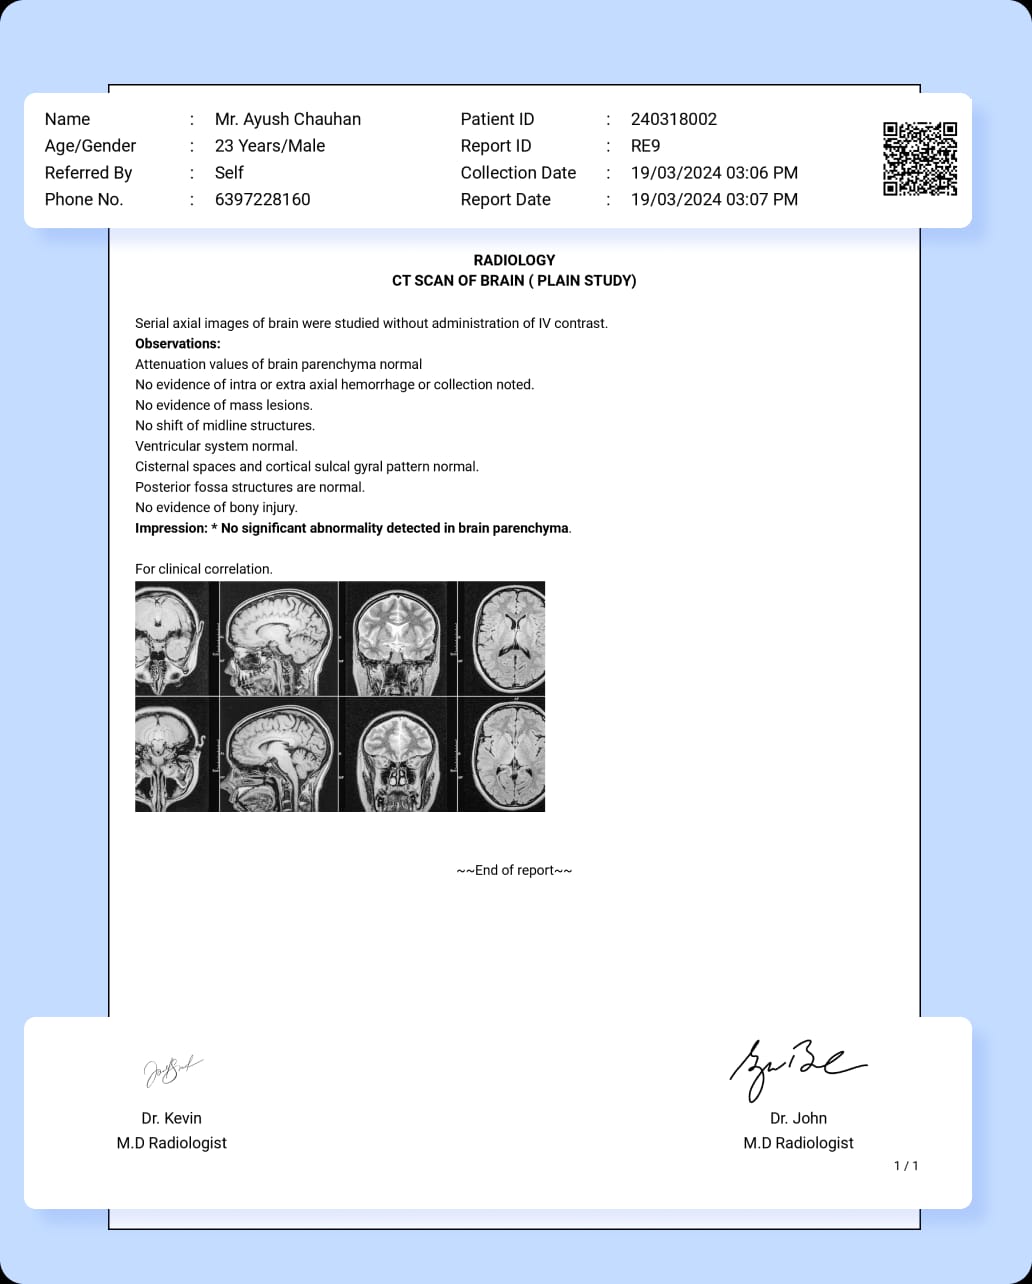 Name : Mr. Ayush Chauhan Patient ID : 240318002
Age/Gender : 23 Years/Male Report ID : RE9
Referred By : Self Collection Date : 19/03/2024 03:06 PM
Phone No. : 6397228160 Report Date : 19/03/2024 03:07 PM
RADIOLOGY
CT SCAN OF BRAIN ( PLAIN STUDY)
Serial axial images of brain were studied without administration of IV contrast.
Observations:
Attenuation values of brain parenchyma normal
No evidence of intra or extra axial hemorrhage or collection noted.
No evidence of mass lesions.
No shift of midline structures.
Ventricular system normal.
Cisternal spaces and cortical sulcal gyral pattern normal.
Posterior fossa structures are normal.
No evidence of bony injury.
Impression: * No significant abnormality detected in brain parenchyma.
For clinical correlation.
~~End of report~~
Dr. Kevin Dr. John
M.D Radiologist M.D Radiologist
1 / 1